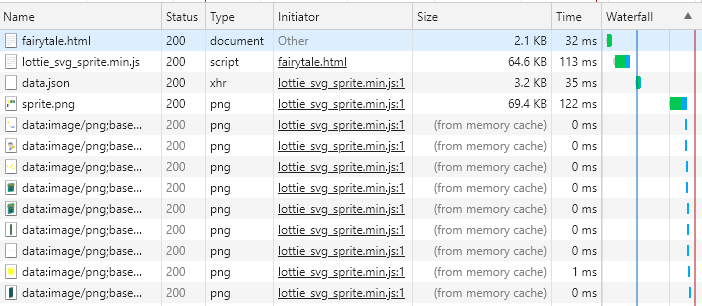 Name Status Type Initiator Size Time Waterfall
fairytale.html 200 document Other 2.1 KB 32 ms
lottie_svg_sprite.min.js 200 script fairytale.html 64.6 KB 113 ms
data.json 200 xhr lottie_svg_sprite.min.js:1 3.2 KB 35 ms
sprite.png 200 png lottie_svg_sprite.min.js:1 69.4 KB 122 ms
data:image/png;base... 200 png lottie_svg_sprite.min.js:1 (from memory cache) 0 ms
data:image/png;base... 200 png lottie_svg_sprite.min.js:1 (from memory cache) 0 ms
data:image/png;base... 200 png lottie_svg_sprite.min.js:1 (from memory cache) 0 ms
data:image/png;base... 200 png lottie_svg_sprite.min.js:1 (from memory cache) 0 ms
data:image/png;base... 200 png lottie_svg_sprite.min.js:1 (from memory cache) 0 ms
data:image/png;base... 200 png lottie_svg_sprite.min.js:1 (from memory cache) 0 ms
data:image/png;base... 200 png lottie_svg_sprite.min.js:1 (from memory cache) 0 ms
data:image/png;base... 200 png lottie_svg_sprite.min.js:1 (from memory cache) 1 ms
data:image/png;base... 200 png lottie_svg_sprite.min.js:1 (from memory cache) 0 ms